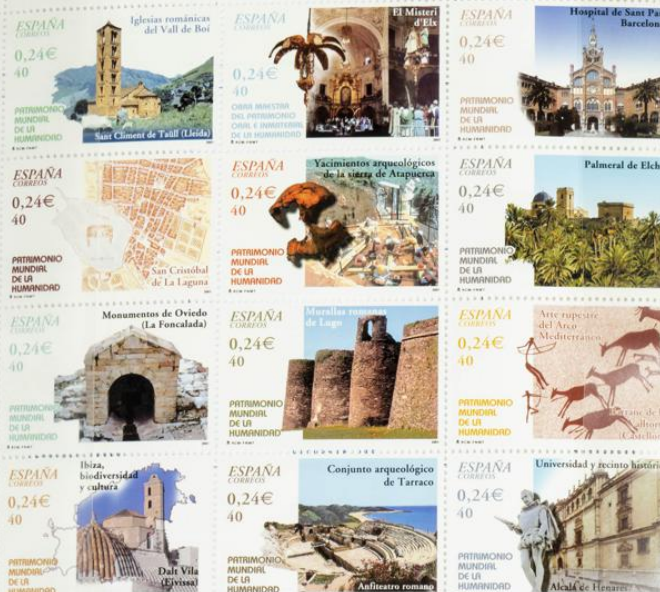 ESPAÑA
CORREOS
0,24€
40
PATRIMONIO
MUNDIAL
DE LA
HUMANIDAD
Iglesias románicas
del Vall de Boí
Sant Climent de Taüll (Lleida)
ESPAÑA
CORREOS
0,24€
40
OBRA MAESTRA
DEL PATRIMONIO
ORAL E INMATERIAL
DE LA HUMANIDAD
El Misteri
d'Elx
ESPAÑA
CORREOS
0,24€
40
PATRIMONIO
MUNDIAL
DE LA
HUMANIDAD
Hospital de Sant Pa
Barcelon
ESPAÑA
CORREOS
0,24€
40
PATRIMONIO
MUNDIAL
DE LA
HUMANIDAD
San Cristóbal
de La Laguna
ESPAÑA
CORREOS
0,24€
40
PATRIMONIO
MUNDIAL
DE LA
HUMANIDAD
Yacimientos arqueológicos
de la sierra de Atapuerca
ESPAÑA
CORREOS
0,24€
40
PATRIMONIO
MUNDIAL
DE LA
HUMANIDAD
Palmeral de Elch
ESPAÑA
CORREOS
0,24€
40
PATRIMONIO
MUNDIAL
DE LA
HUMANIDAD
Monumentos de Oviedo
(La Foncalada)
ESPAÑA
CORREOS
0,24€
40
PATRIMONIO
MUNDIAL
DE LA
HUMANIDAD
Murallas romanas
de Lugo
ESPAÑA
CORREOS
0,24€
40
PATRIMONIO
MUNDIAL
DE LA
HUMANIDAD
Arte rupestre
del Arco
Mediterráneo
ESPAÑA
CORREOS
0,24€
40
PATRIMONIO
MUNDIAL
DE LA
HUMANIDAD
Ibiza,
biodiversidad
y cultura
Dalt Vila
(Eivissa)
ESPAÑA
CORREOS
0,24€
40
PATRIMONIO
MUNDIAL
DE LA
HUMANIDAD
Conjunto arqueológico
de Tarraco
Anfiteatro romano
ESPAÑA
CORREOS
0,24€
40
PATRIMONIO
MUNDIAL
DE LA
HUMANIDAD
Universidad y recinto históri
Alcalá de Henares